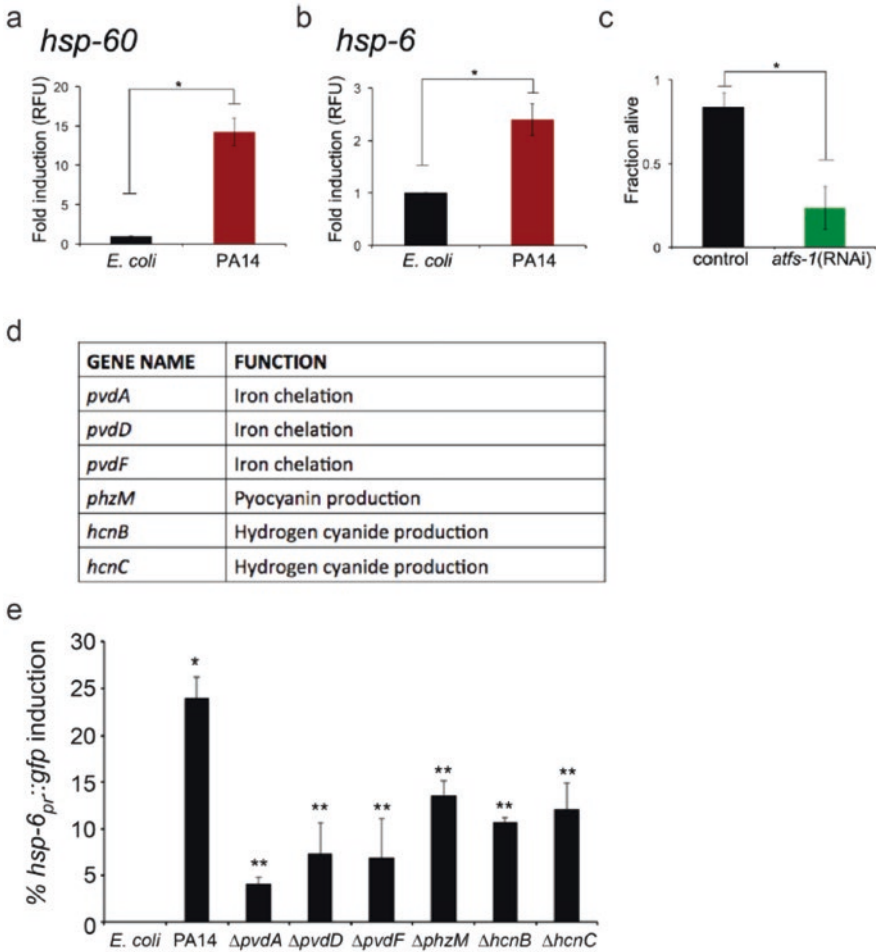 a
hsp-60
Fold induction (RFU)
20
15
10
5
0
*
E. coli
PA14
b
hsp-6
Fold induction (RFU)
4
3
2
1
0
*
E. coli
PA14
c
Fraction alive
1
0.5
0
*
control
atfs-1(RNAi)
d
GENE NAME FUNCTION
pvdA Iron chelation
pvdD Iron chelation
pvdF Iron chelation
phzM Pyocyanin production
hcnB Hydrogen cyanide production
hcnC Hydrogen cyanide production
e
% hsp-6pr::gfp induction
30
25
20
15
10
5
0
*
**
**
**
**
**
**
E. coli PA14 ΔpvdA ΔpvdD ΔpvdF ΔphzM ΔhcnB ΔhcnC